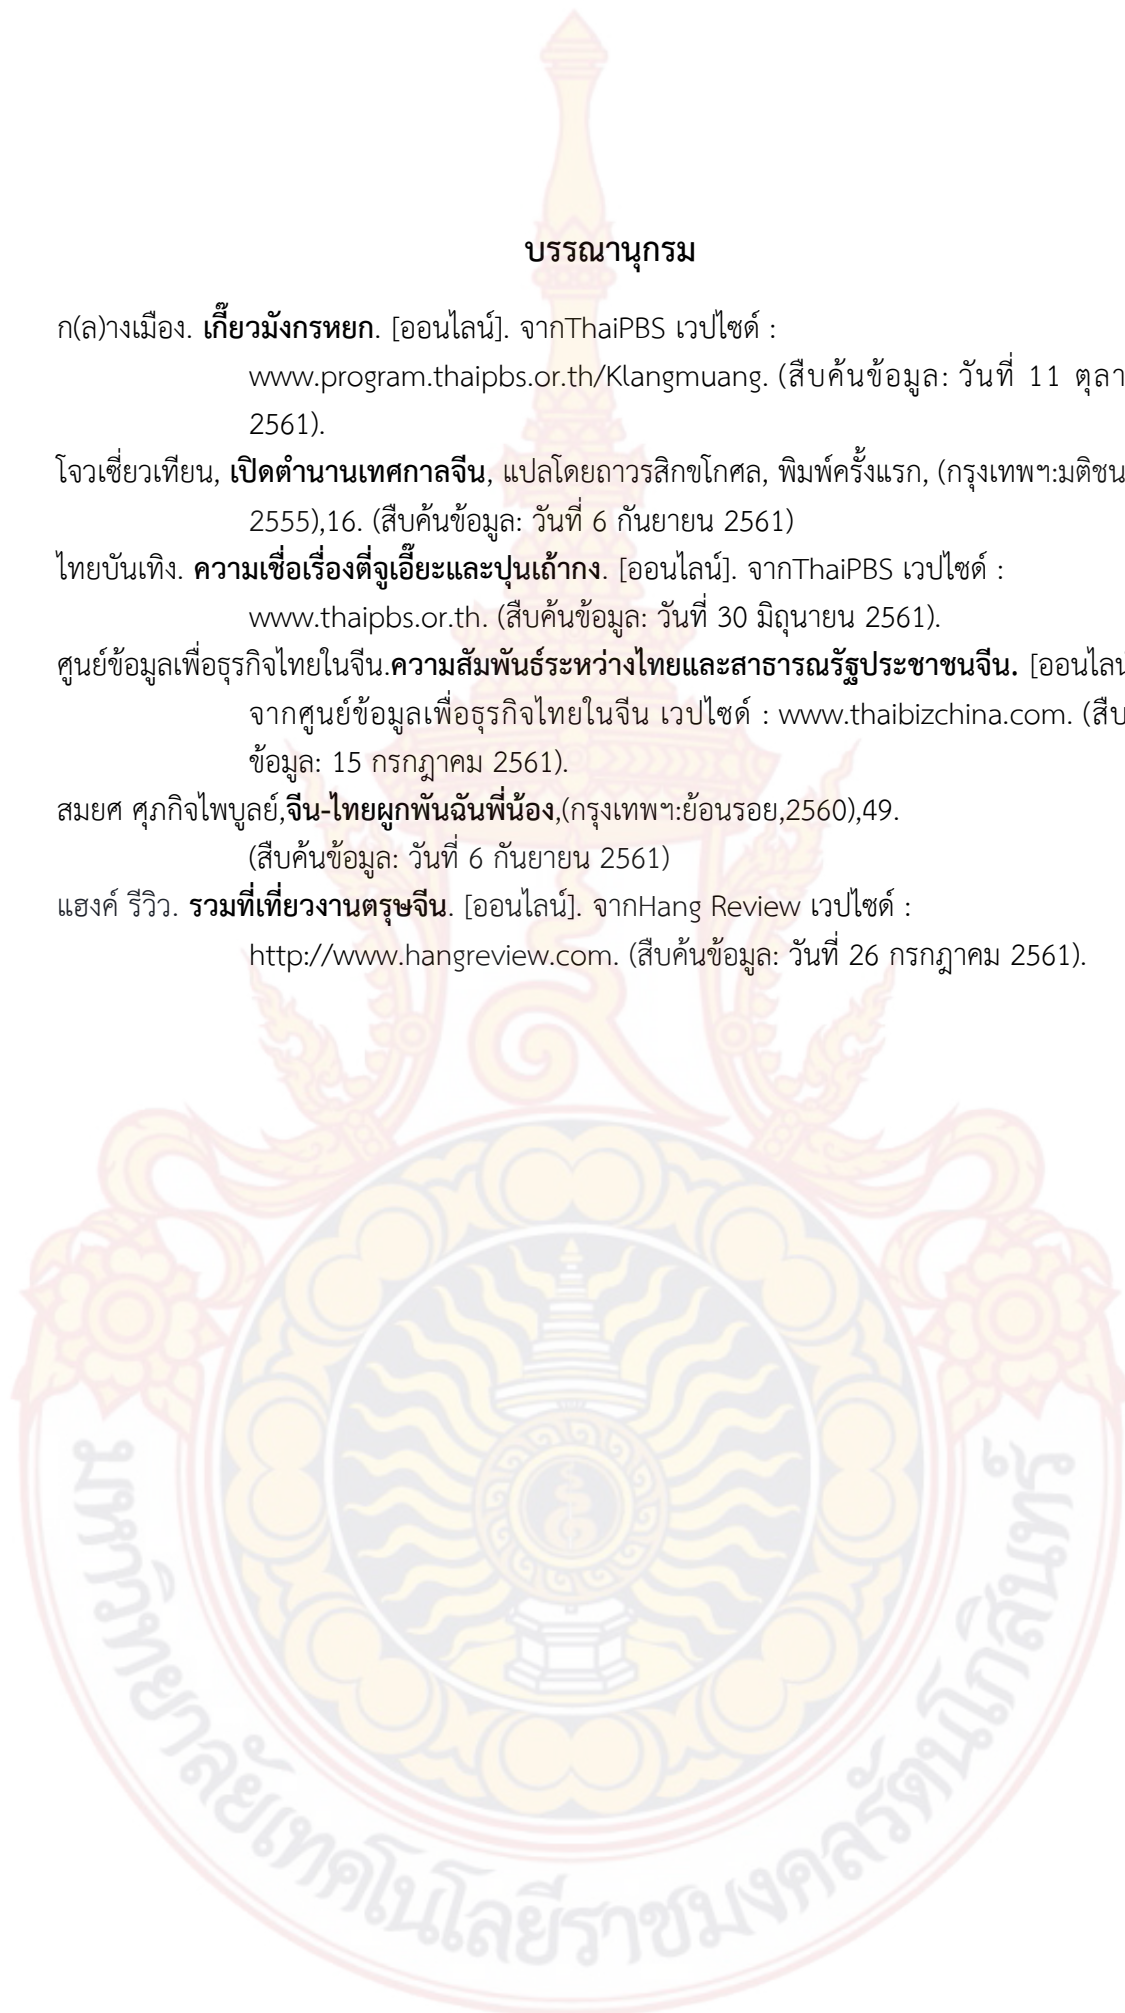 บรรณานุกรม
ก(ล)างเมือง. เกี๊ยวมังกรหยก. [ออนไลน์]. จากThaiPBS เวปไซด์ :
www.program.thaipbs.or.th/Klangmuang. (สืบค้นข้อมูล: วันที่ 11 ตุลา
2561).
โจวเซี่ยวเทียน, เปิดตำนานเทศกาลจีน, แปลโดยถาวรสิกขโกศล, พิมพ์ครั้งแรก, (กรุงเทพฯ:มติชน
2555),16. (สืบค้นข้อมูล: วันที่ 6 กันยายน 2561)
ไทยบันเทิง. ความเชื่อเรื่องตี่จูเอี๊ยะและปุนเถ้ากง. [ออนไลน์]. จากThaiPBS เวปไซด์ :
www.thaipbs.or.th. (สืบค้นข้อมูล: วันที่ 30 มิถุนายน 2561).
ศูนย์ข้อมูลเพื่อธุรกิจไทยในจีน.ความสัมพันธ์ระหว่างไทยและสาธารณรัฐประชาชนจีน. [ออนไลน์
จากศูนย์ข้อมูลเพื่อธุรกิจไทยในจีน เวปไซด์ : www.thaibizchina.com. (สืบ
ข้อมูล: 15 กรกฎาคม 2561).
สมยศ ศุภกิจไพบูลย์,จีน-ไทยผูกพันฉันพี่น้อง,(กรุงเทพฯ:ย้อนรอย,2560),49.
(สืบค้นข้อมูล: วันที่ 6 กันยายน 2561)
แฮงค์ รีวิว. รวมที่เที่ยวงานตรุษจีน. [ออนไลน์]. จากHang Review เวปไซด์ :
http://www.hangreview.com. (สืบค้นข้อมูล: วันที่ 26 กรกฎาคม 2561).
มหาวิทยาลัยเทคโนโลยีราชมงคลรัตนโกสินทร์